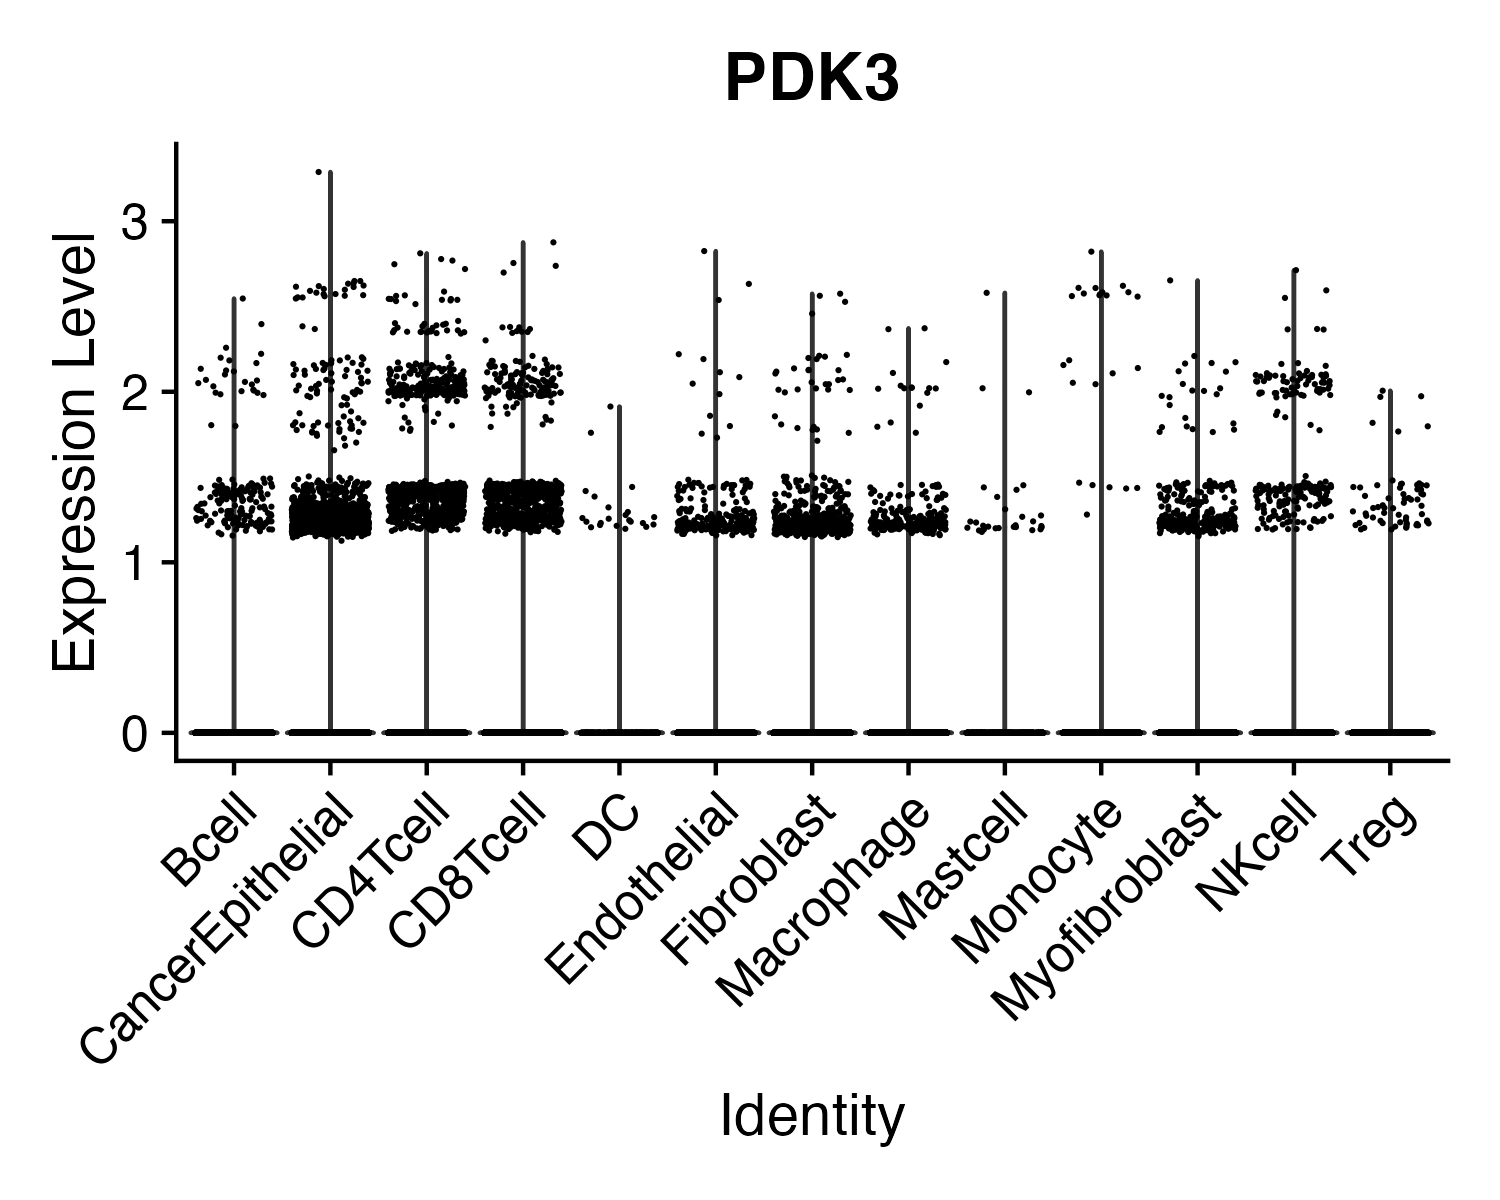 PDK3
Expression Level
3
2
1
0
Bcell
CancerEpithelial
CD4Tcell
CD8Tcell
DC
Endothelial
Fibroblast
Macrophage
Mastcell
Monocyte
Myofibroblast
NKcell
Treg
Identity